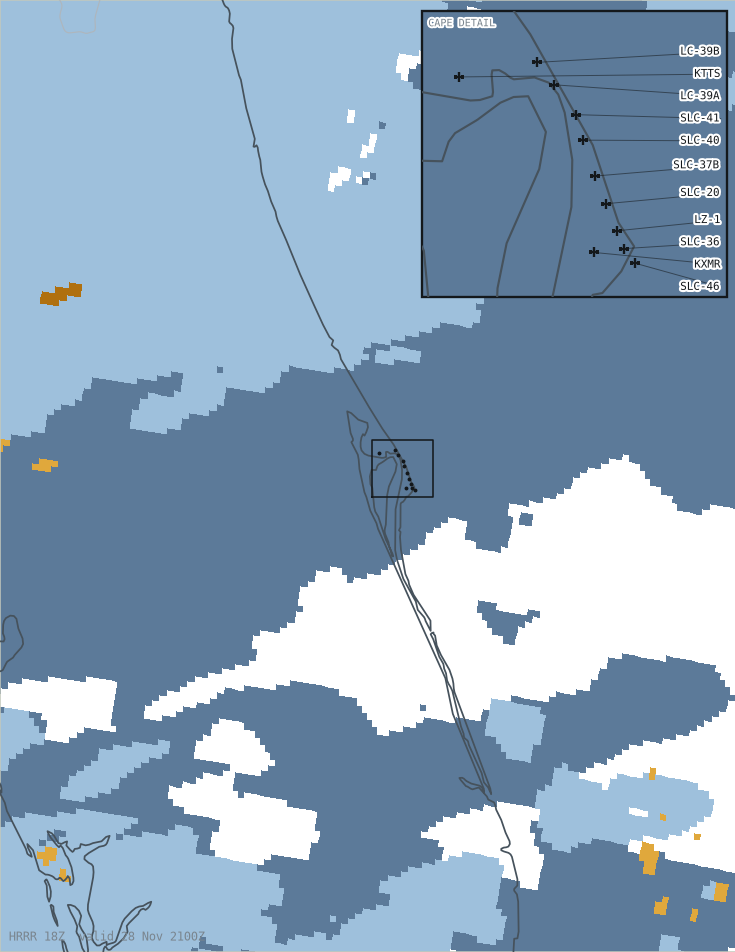 CAPE DETAIL
LC-39B
KTTS
LC-39A
SLC-41
SLC-40
SLC-37B
SLC-20
LZ-1
SLC-36
KXMR
SLC-46
HRRR 18Z valid 28 Nov 2100Z